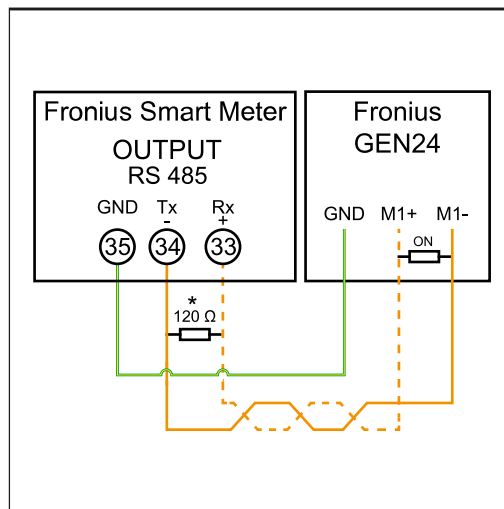 Fronius Smart Meter
OUTPUT
RS 485
GND Tx Rx
- +
35 34 33
*
120 Ω
Fronius
GEN24
GND M1+ M1-
ON